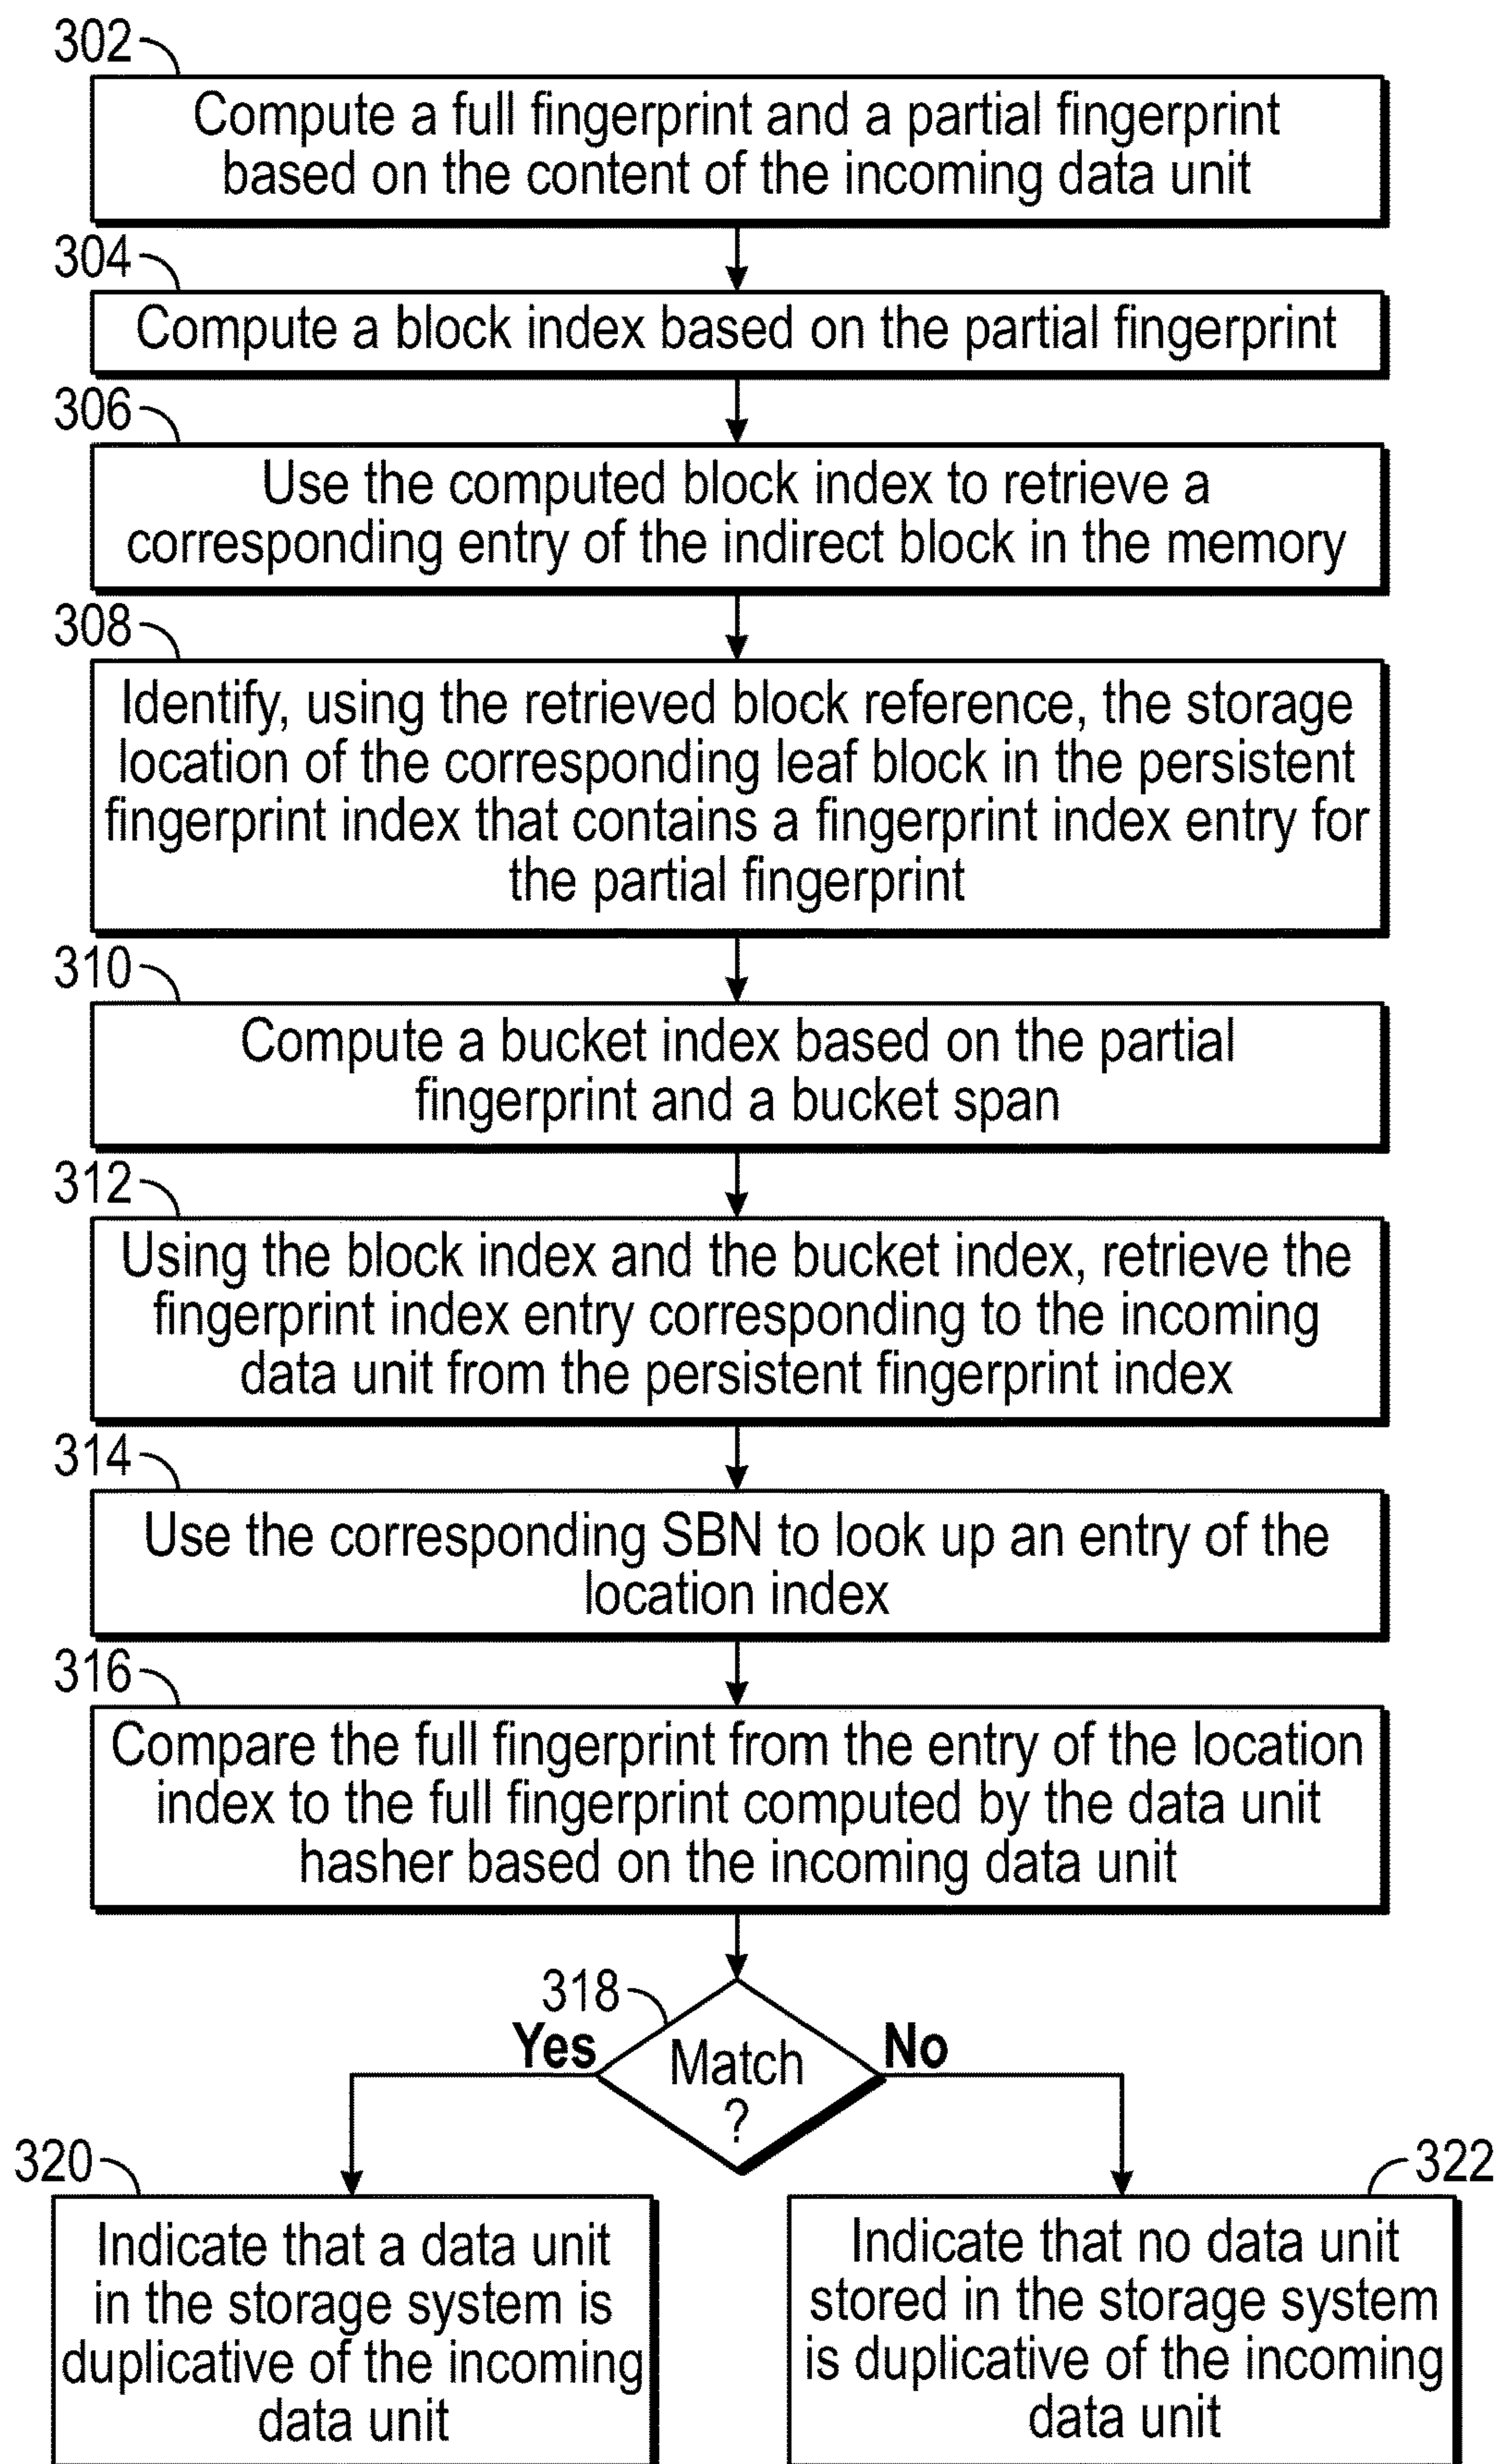 302
Compute a full fingerprint and a partial fingerprint
based on the content of the incoming data unit
304
Compute a block index based on the partial fingerprint
306
Use the computed block index to retrieve a
corresponding entry of the indirect block in the memory
308
Identify, using the retrieved block reference, the storage
location of the corresponding leaf block in the persistent
fingerprint index that contains a fingerprint index entry for
the partial fingerprint
310
Compute a bucket index based on the partial
fingerprint and a bucket span
312
Using the block index and the bucket index, retrieve the
fingerprint index entry corresponding to the incoming
data unit from the persistent fingerprint index
314
Use the corresponding SBN to look up an entry of the
location index
316
Compare the full fingerprint from the entry of the location
index to the full fingerprint computed by the data unit
hasher based on the incoming data unit
318
Yes
Match
?
No
320
Indicate that a data unit
in the storage system is
duplicative of the incoming
data unit
322
Indicate that no data unit
stored in the storage system
is duplicative of the incoming
data unit